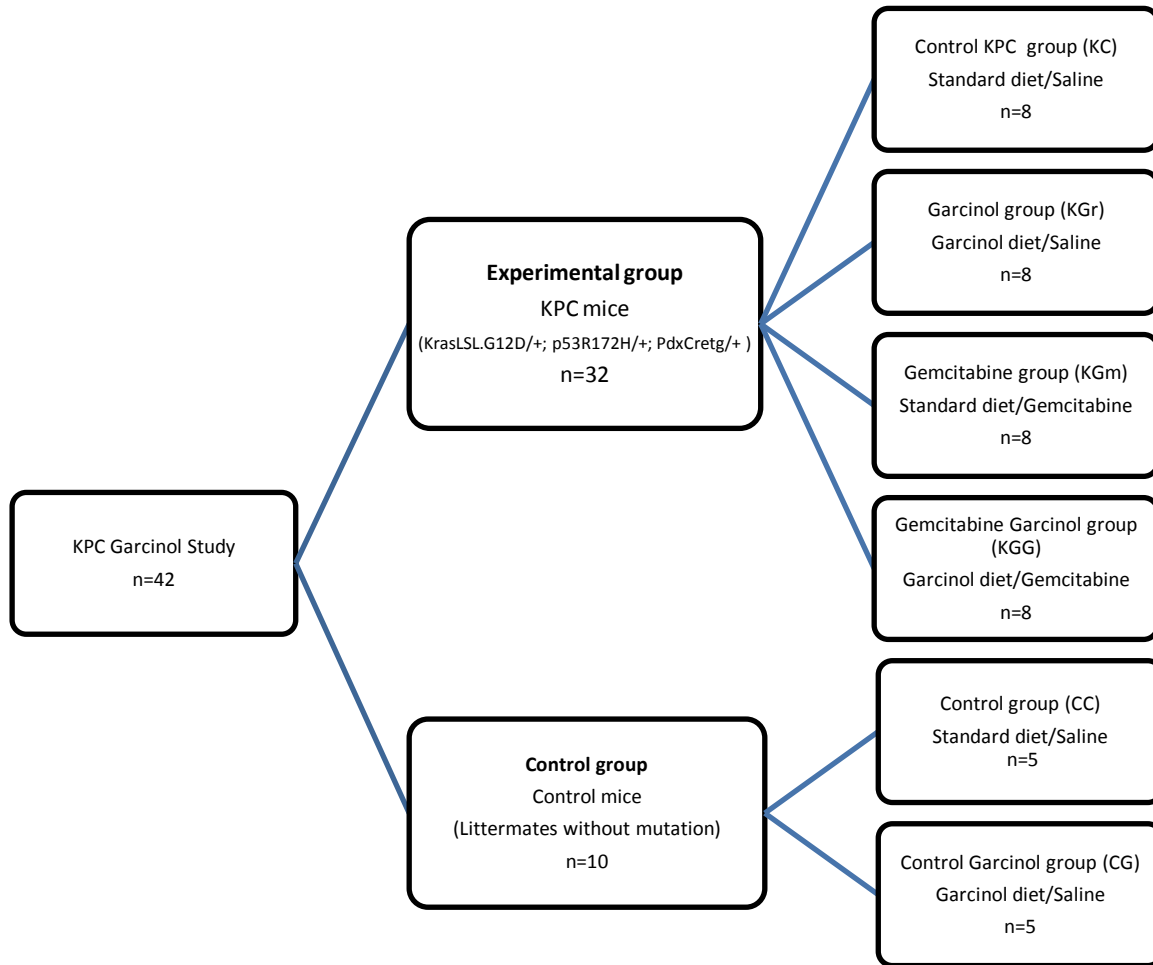 KPC Garcinol Study
n=42
Experimental group
KPC mice
(KrasLSL.G12D/+; p53R172H/+; PdxCretg/+ )
n=32
Control group
Control mice
(Littermates without mutation)
n=10
Control KPC  group (KC)
Standard diet/Saline
n=8
Garcinol group (KGr)
Garcinol diet/Saline
n=8
Gemcitabine group (KGm)
Standard diet/Gemcitabine
n=8
Gemcitabine Garcinol group
(KGG)
Garcinol diet/Gemcitabine
n=8
Control group (CC)
Standard diet/Saline
n=5
Control Garcinol group (CG)
Garcinol diet/Saline
n=5